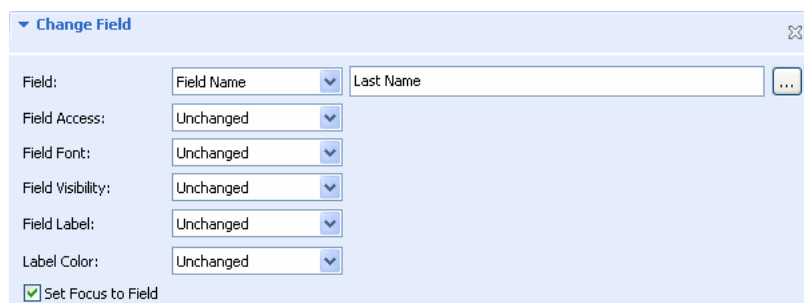 Change Field
Field: Field Name Last Name ...
Field Access: Unchanged
Field Font: Unchanged
Field Visibility: Unchanged
Field Label: Unchanged
Label Color: Unchanged
Set Focus to Field